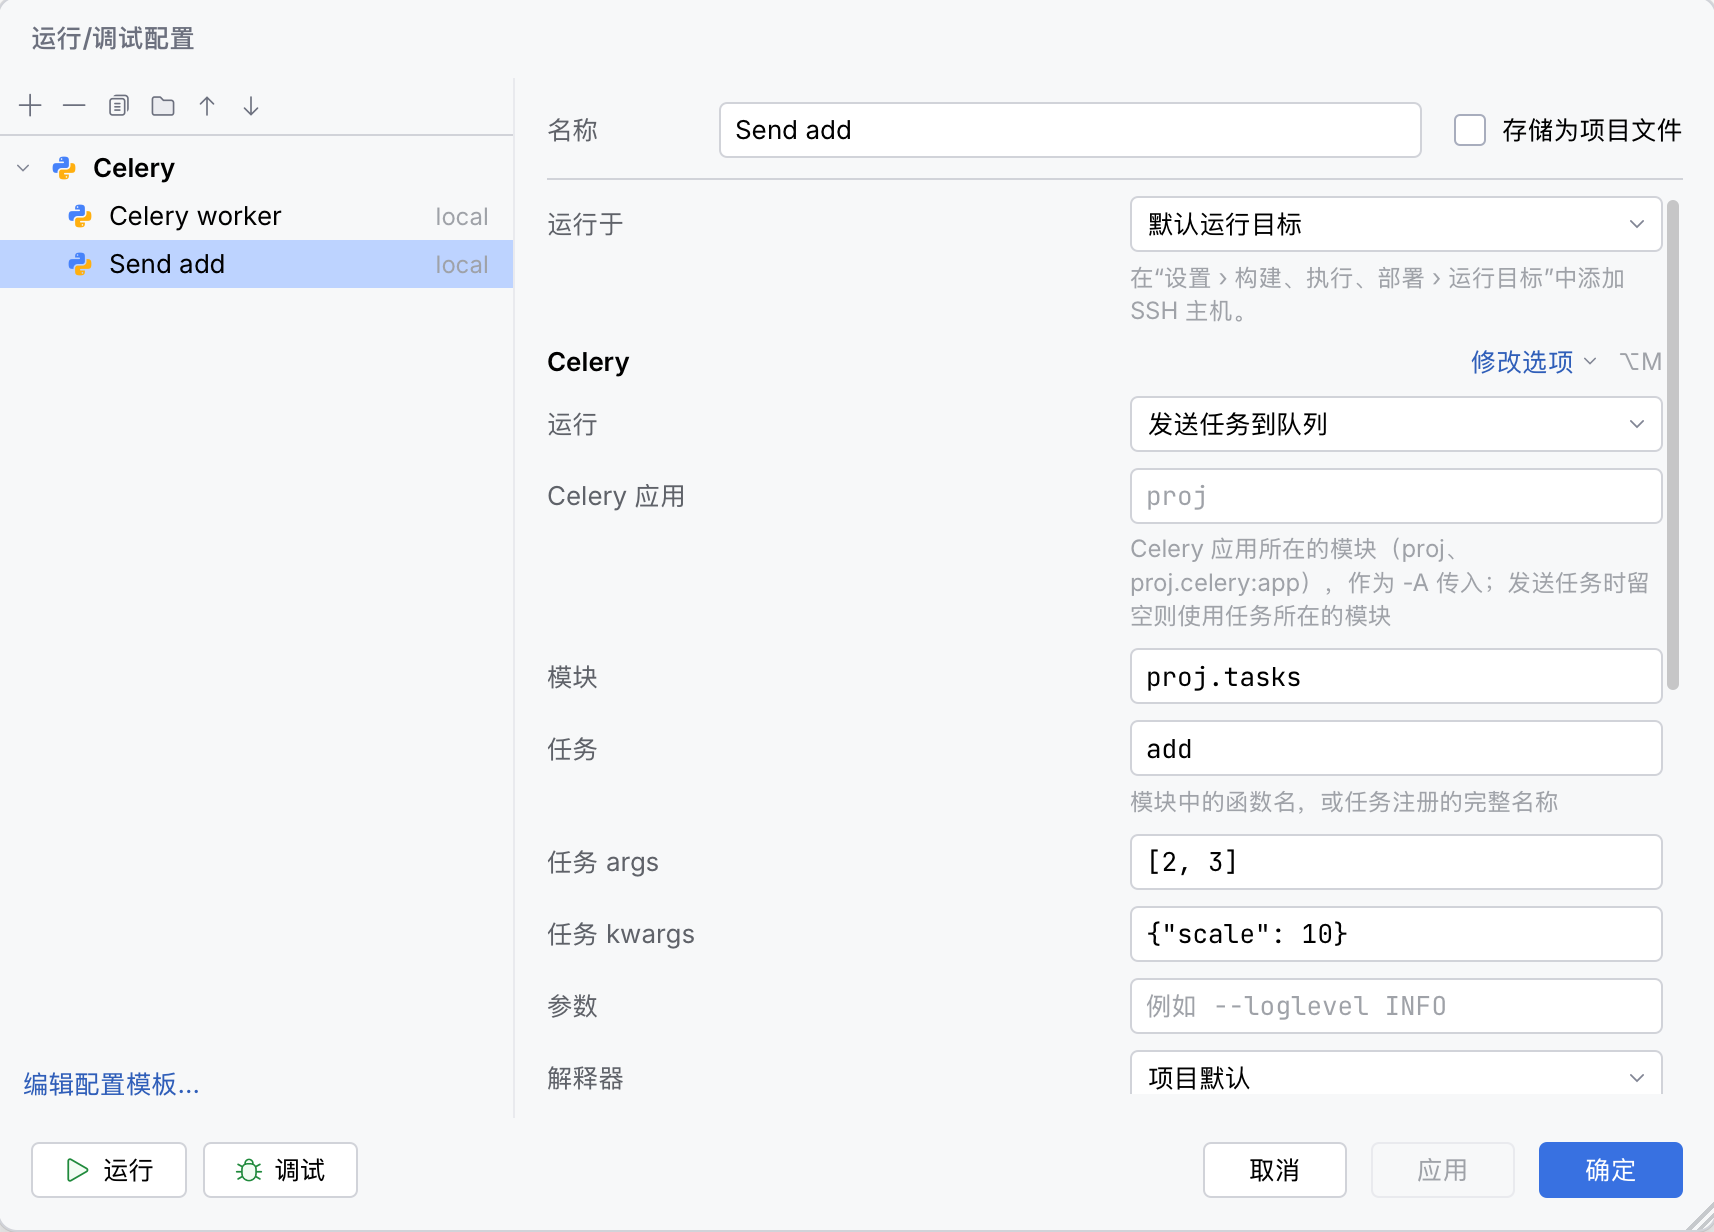 运行/调试配置
Celery
Celery worker local
Send add local
编辑配置模板...
名称 Send add 存储为项目文件
运行于 默认运行目标
在“设置 › 构建、执行、部署 › 运行目标”中添加
SSH 主机。
Celery 修改选项 ⌥M
运行 发送任务到队列
Celery 应用 proj
Celery 应用所在的模块（proj、
proj.celery:app），作为 -A 传入；发送任务时留
空则使用任务所在的模块
模块 proj.tasks
任务 add
模块中的函数名，或任务注册的完整名称
任务 args [2, 3]
任务 kwargs {"scale": 10}
参数 例如 --loglevel INFO
解释器 项目默认
运行 调试 取消 应用 确定